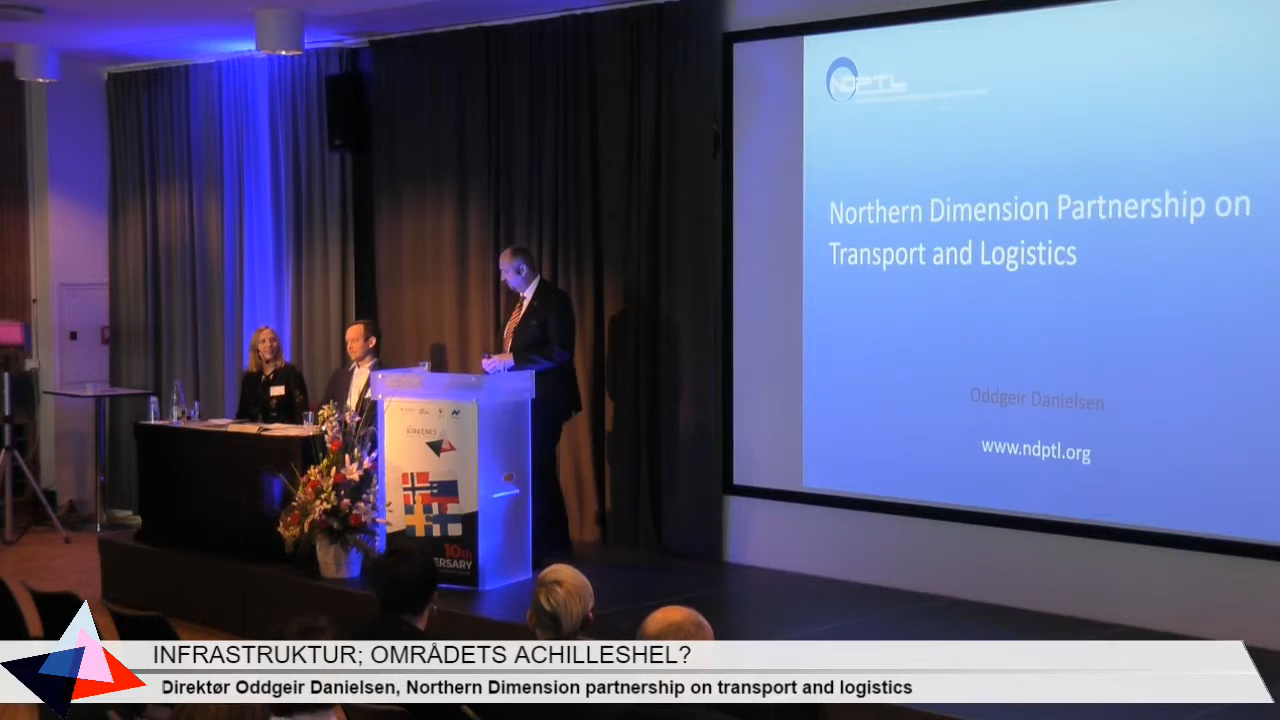 NDPTL
Northern Dimension Partnership on
Transport and Logistics
Oddgeir Danielsen
www.ndptl.org
KIRKENES
10th
ERSARY
INFRASTRUKTUR; OMRÅDETS ACHILLESHEL?
Direktør Oddgeir Danielsen, Northern Dimension partnership on transport and logistics